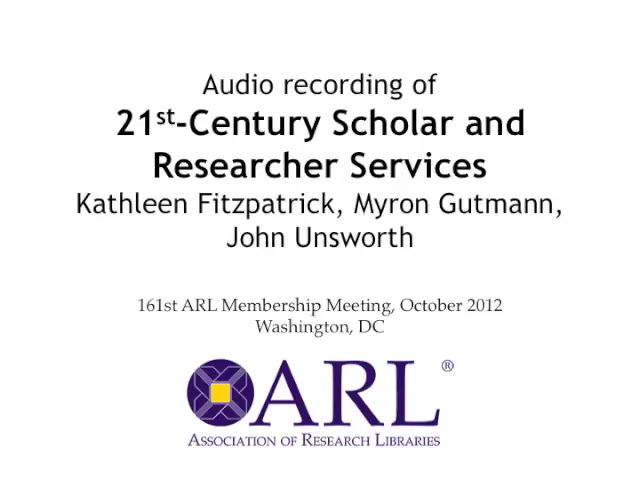 Audio recording of
21st-Century Scholar and
Researcher Services
Kathleen Fitzpatrick, Myron Gutmann,
John Unsworth
161st ARL Membership Meeting, October 2012
Washington, DC
ARL®
ASSOCIATION OF RESEARCH LIBRARIES